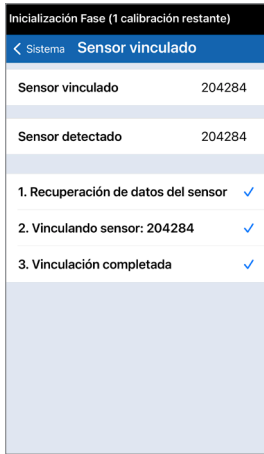 Inicialización Fase (1 calibración restante)
Sistema Sensor vinculado
Sensor vinculado 204284
Sensor detectado 204284
1. Recuperación de datos del sensor
2. Vinculando sensor: 204284
3. Vinculación completada